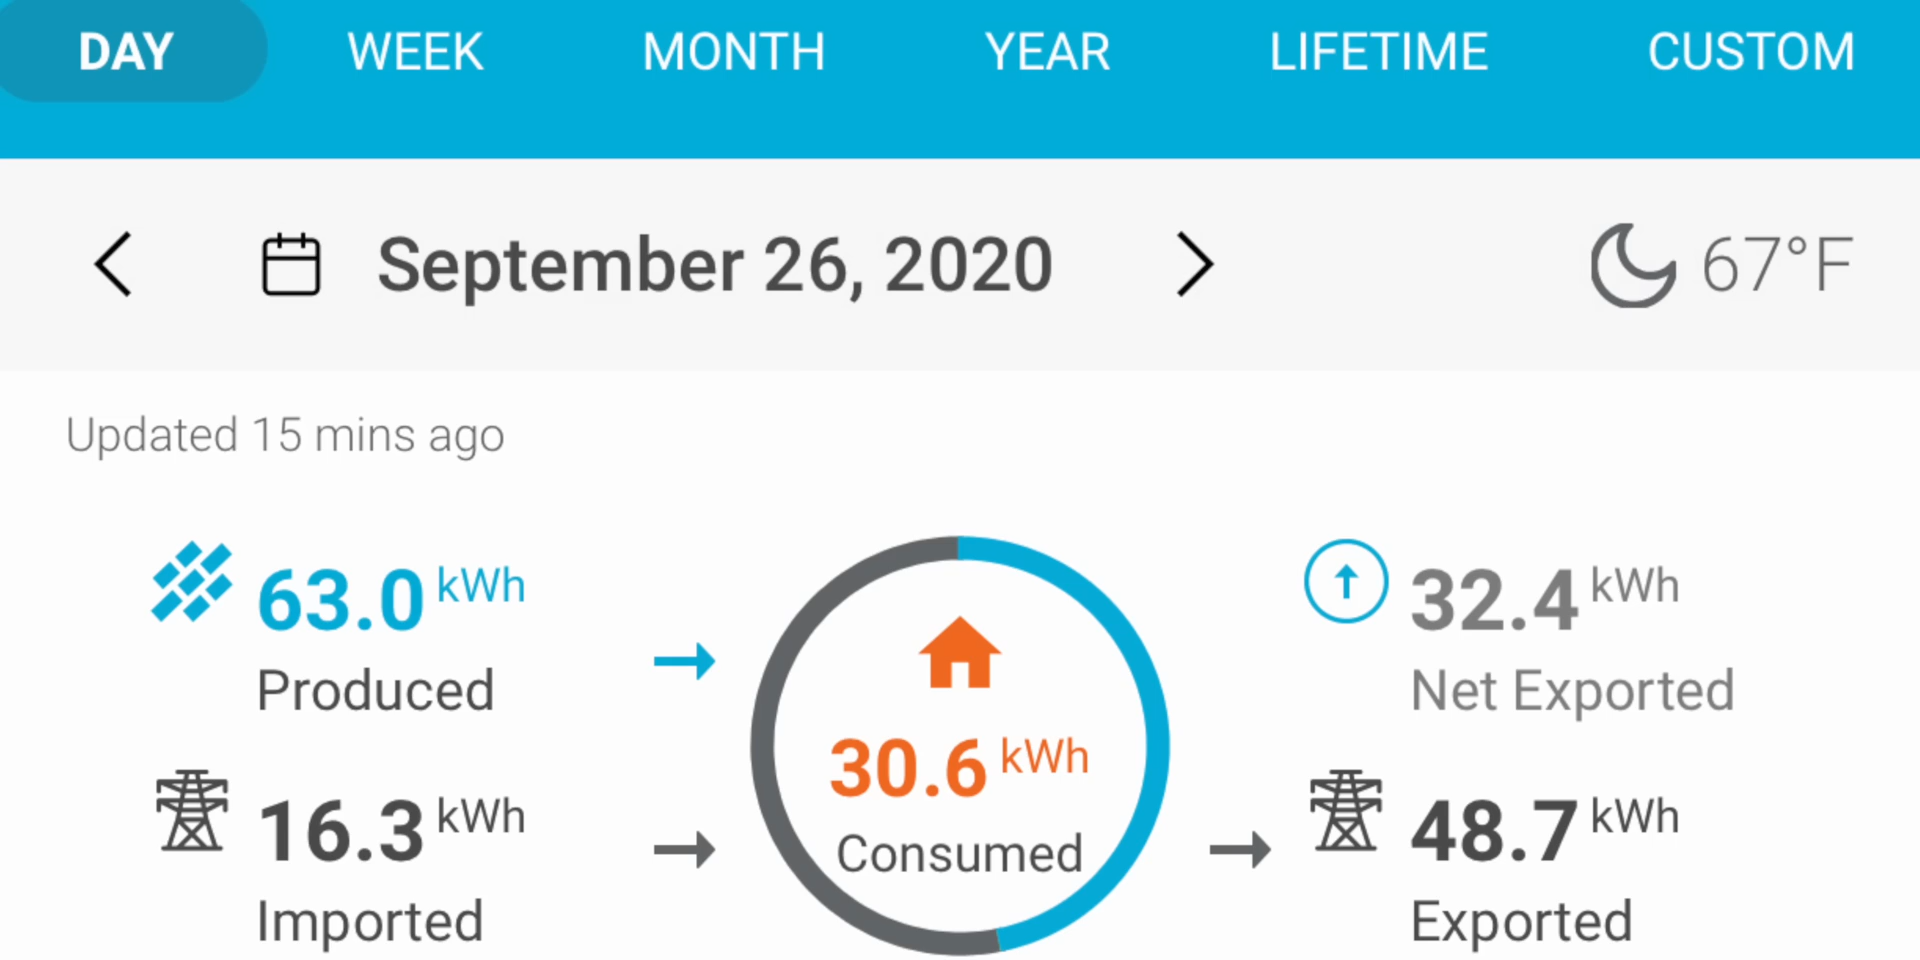 DAY WEEK MONTH YEAR LIFETIME CUSTOM
September 26, 2020 67°F
Updated 15 mins ago
63.0 kWh
Produced
16.3 kWh
Imported
30.6 kWh
Consumed
32.4 kWh
Net Exported
48.7 kWh
Exported